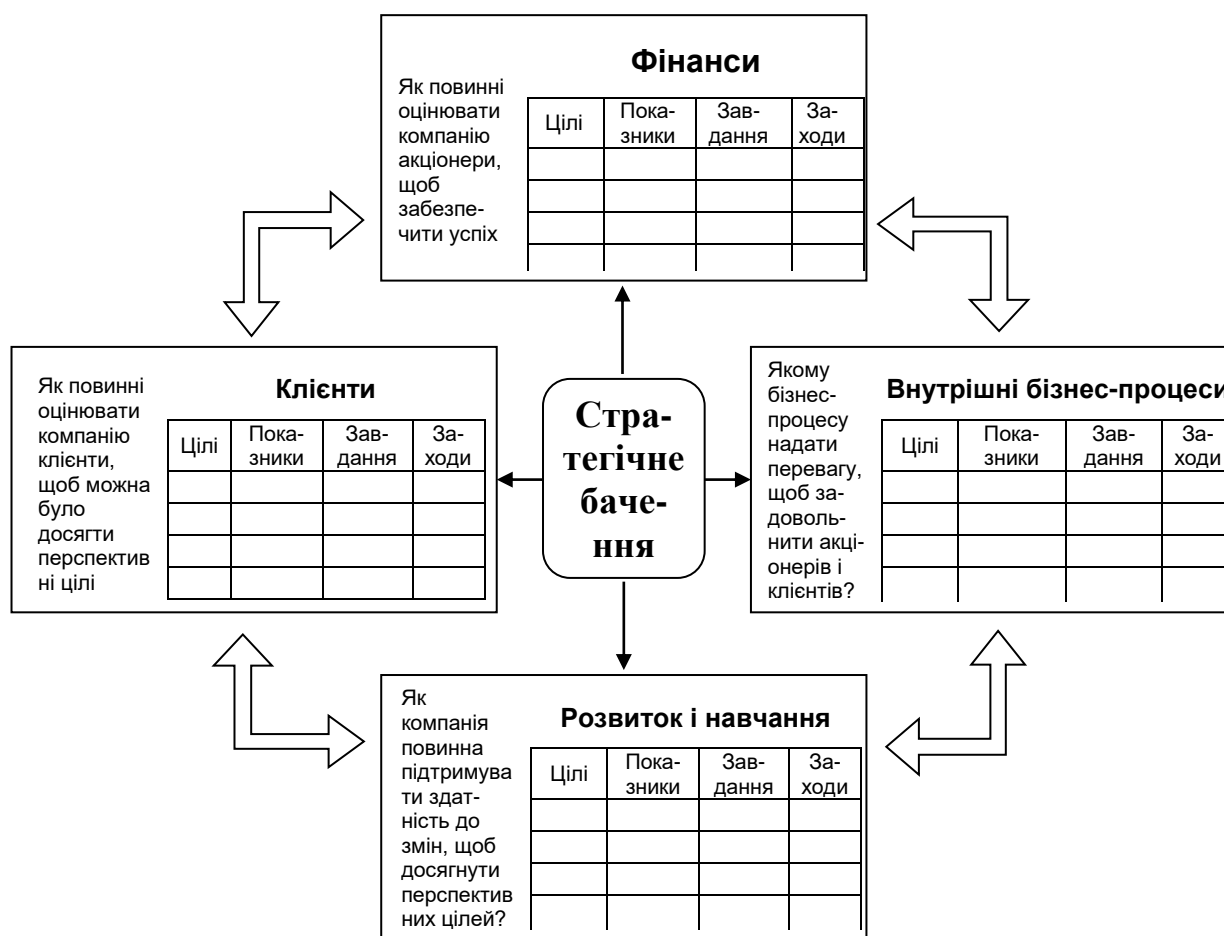 Фінанси
Як повинні
оцінювати
компанію
акціонери,
щоб
забезпе-
чити успіх
Цілі Пока- Зав- За-
зники дання ходи
Клієнти
Як повинні
оцінювати
компанію
клієнти,
щоб можна
було
досягти
перспектив
ні цілі
Цілі Пока- Зав- За-
зники дання ходи
Стра-
тегічне
баче-
ння
Внутрішні бізнес-процеси
Якому
бізнес-
процесу
надати
перевагу,
щоб за-
доволь-
нити акці-
онерів і
клієнтів?
Цілі Пока- Зав- За-
зники дання ходи
Розвиток і навчання
Як
компанія
повинна
підтримува
ти здат-
ність до
змін, щоб
досягнути
перспектив
них цілей?
Цілі Пока- Зав- За-
зники дання ходи